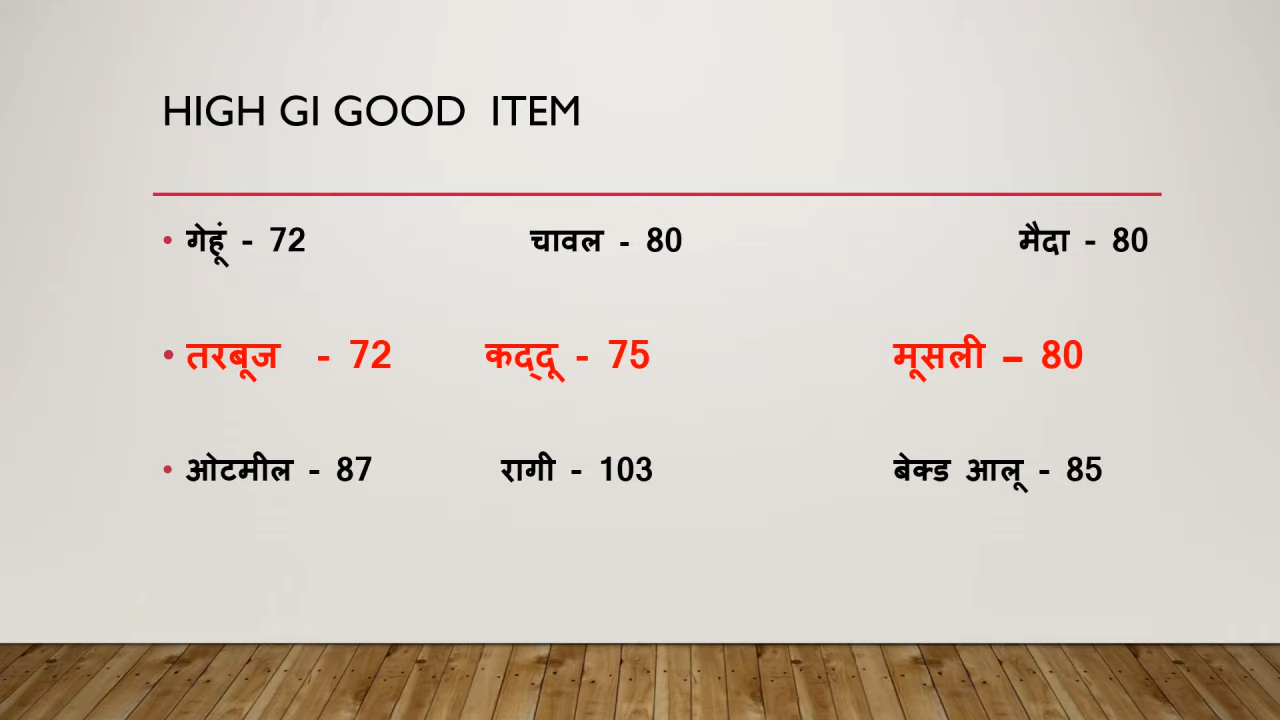 HIGH GI GOOD ITEM
• गेहूं - 72 चावल - 80 मैदा - 80
• तरबूज - 72 कद्दू - 75 मूसली – 80
• ओटमील - 87 रागी - 103 बेक्ड आलू - 85